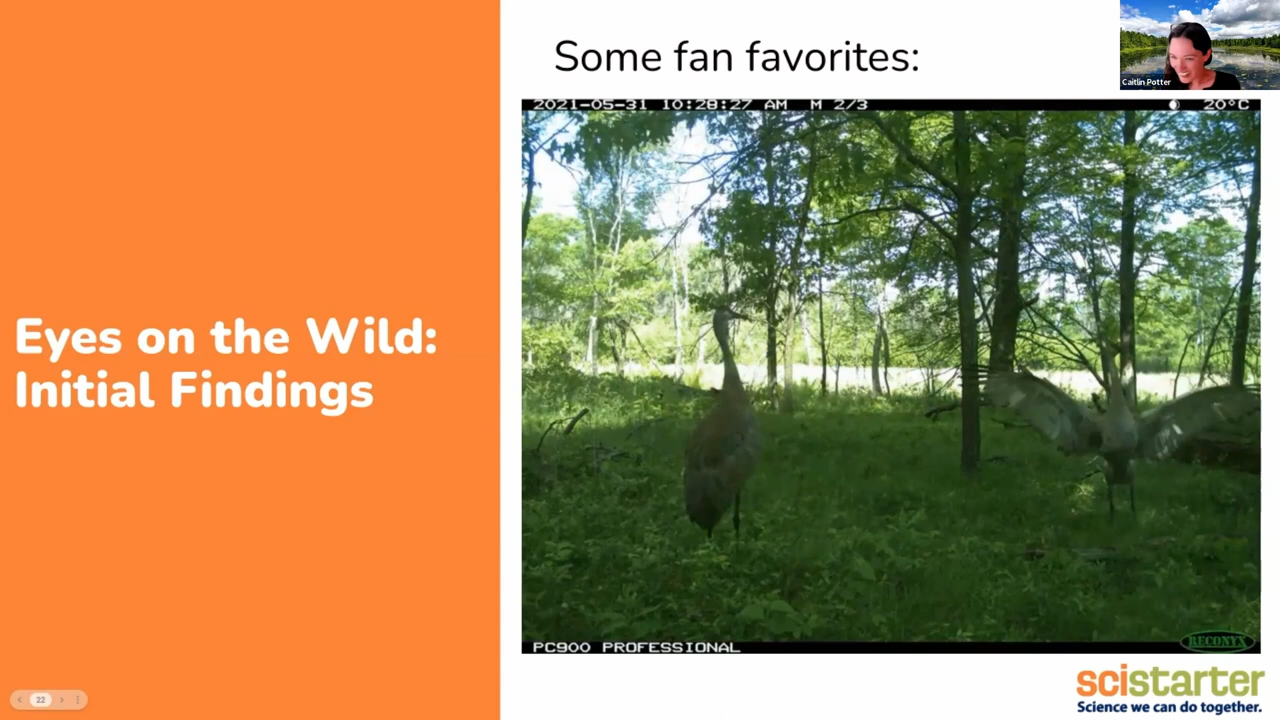 Some fan favorites:
Caitlin Potter
2021-05-31 10:28:27 AM M 2/3 20°C
Eyes on the Wild:
Initial Findings
PC900 PROFESSIONAL
RECONYX
scistarter
Science we can do together.
22